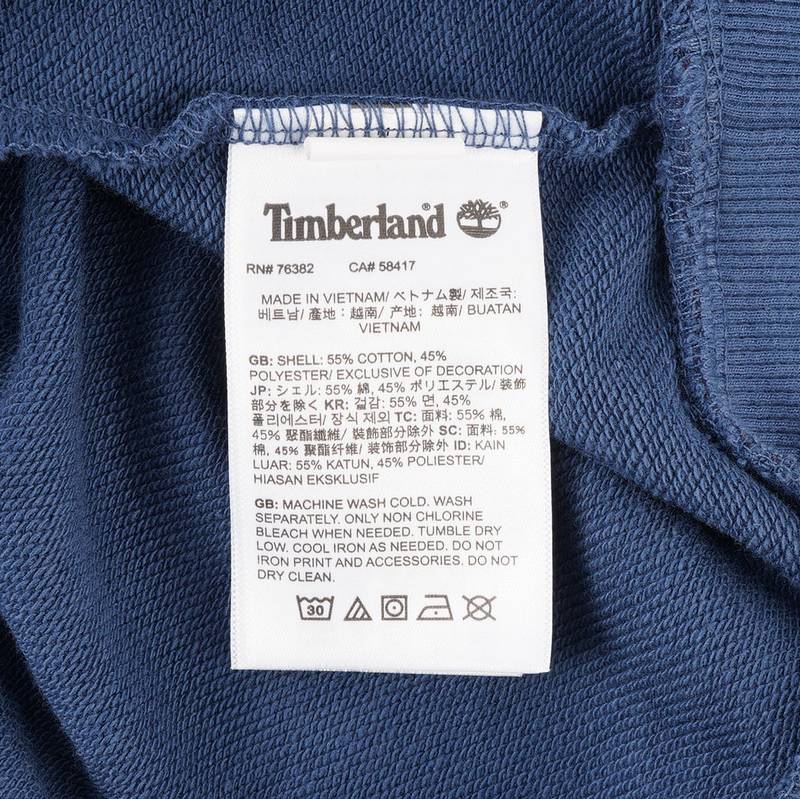 Timberland® ®
RN# 76382 CA# 58417
MADE IN VIETNAM/ ベトナム製/ 제조국:
베트남/ 產地: 越南/ 产地: 越南/ BUATAN
VIETNAM
GB: SHELL: 55% COTTON, 45%
POLYESTER/ EXCLUSIVE OF DECORATION
JP: シェル: 55% 綿, 45% ポリエステル/ 装飾
部分を除く KR: 겉감: 55% 면, 45%
폴리에스터/ 장식 제외 TC: 面料: 55% 棉,
45% 聚酯纖維/ 裝飾部分除外 SC: 面料: 55%
棉, 45% 聚酯纤维/ 装饰部分除外 ID: KAIN
LUAR: 55% KATUN, 45% POLIESTER/
HIASAN EKSKLUSIF
GB: MACHINE WASH COLD. WASH
SEPARATELY. ONLY NON CHLORINE
BLEACH WHEN NEEDED. TUMBLE DRY
LOW. COOL IRON AS NEEDED. DO NOT
IRON PRINT AND ACCESSORIES. DO NOT
DRY CLEAN.
30